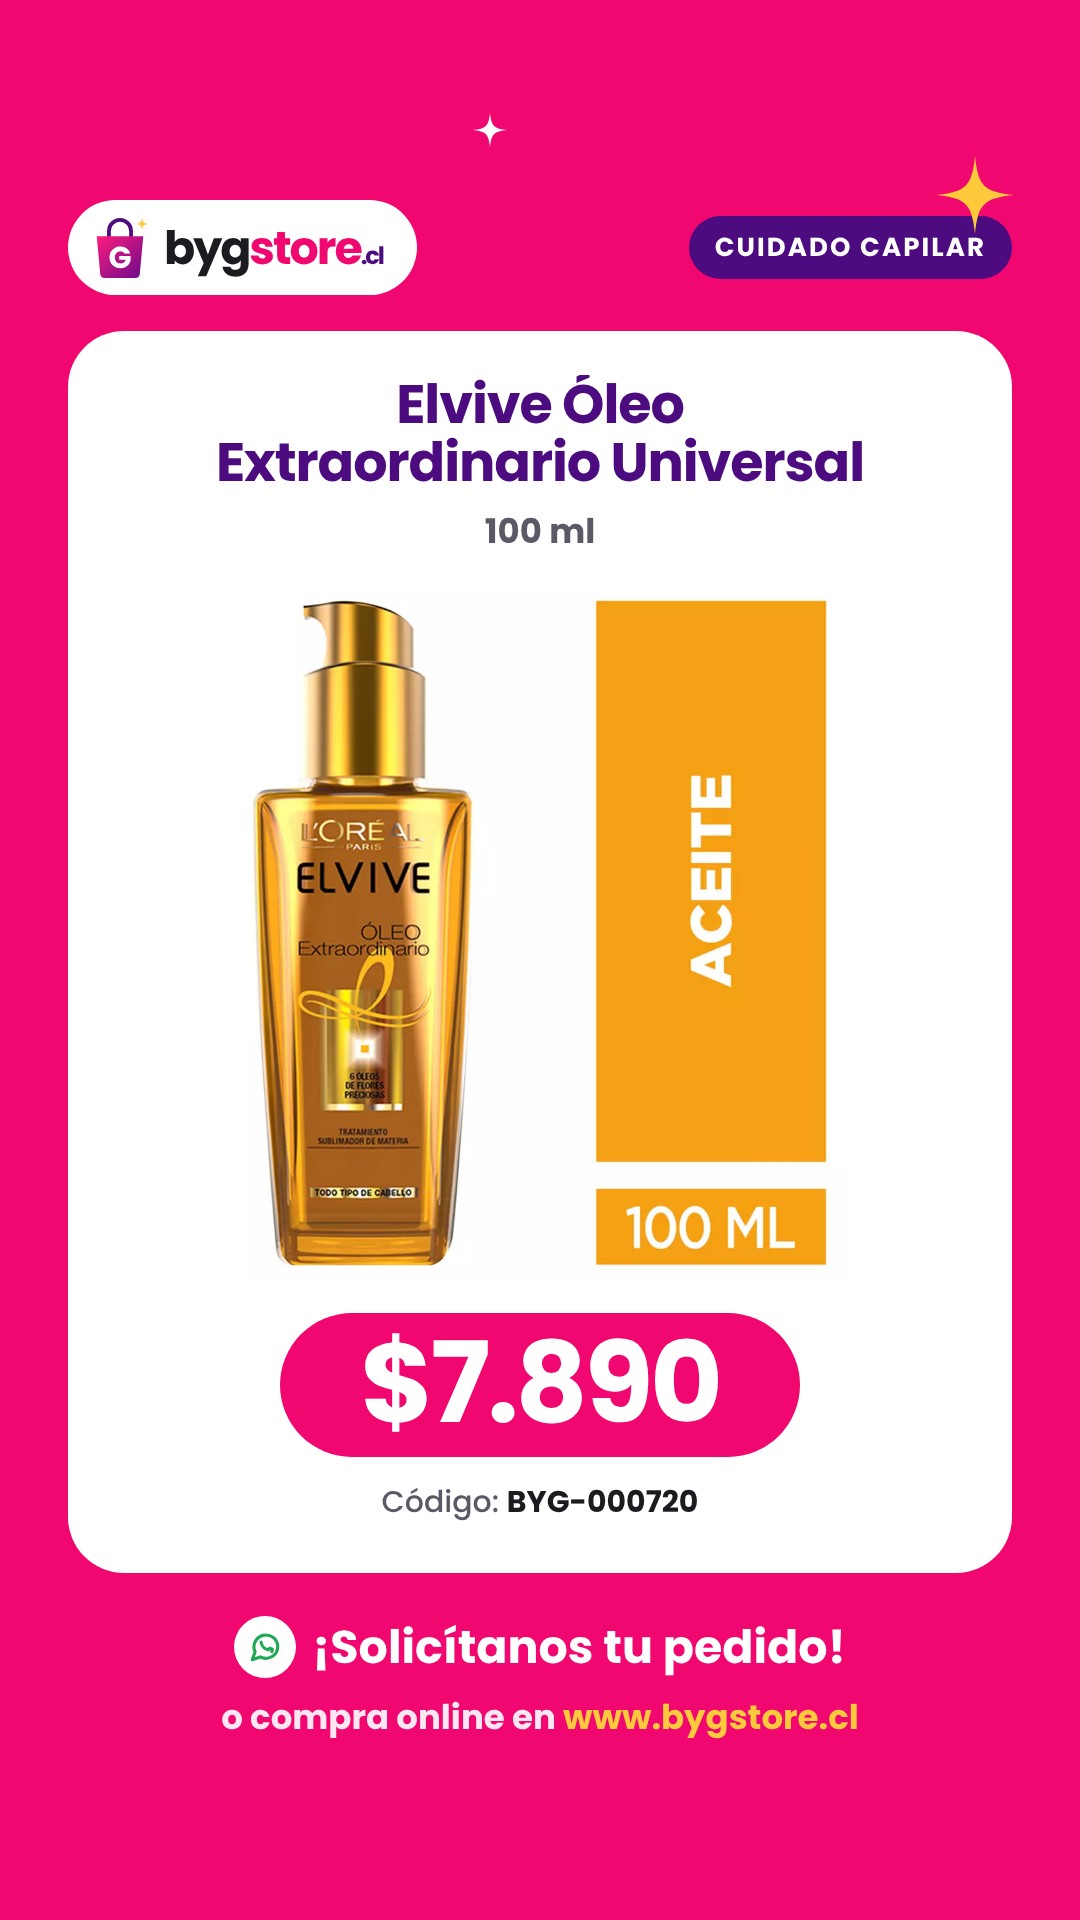 G
bygstore.cl
CUIDADO CAPILAR
Elvive Óleo
Extraordinario Universal
100 ml
L'ORÉAL
PARIS
ELVIVE
ÓLEO
Extraordinario
6 ÓLEOS
DE FLORES
PRECIOSAS
TRATAMIENTO
SUBLIMADOR DE MATERIA
TODO TIPO DE CABELLO
ACEITE
100 ML
$7.890
Código: BYG-000720
¡Solicítanos tu pedido!
o compra online en www.bygstore.cl